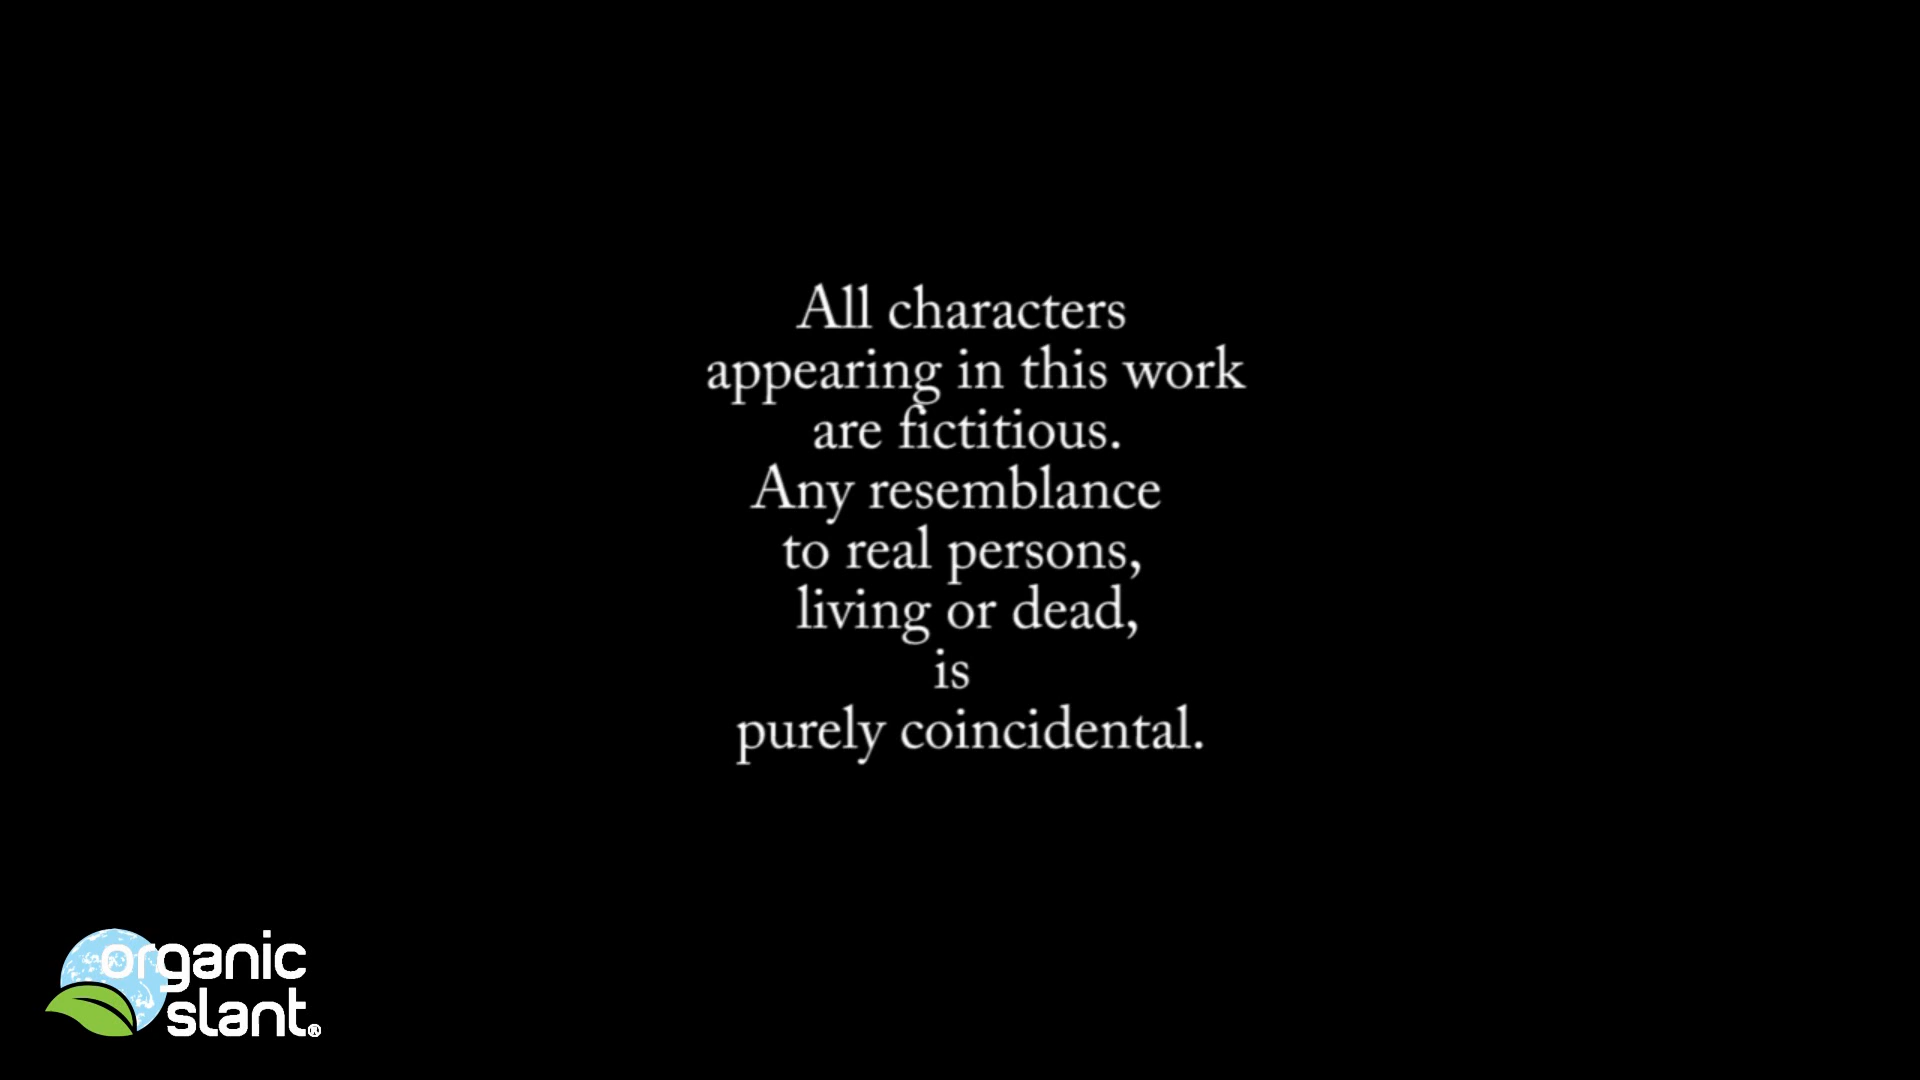 All characters
appearing in this work
are fictitious.
Any resemblance
to real persons,
living or dead,
is
purely coincidental.
organic
slant.®